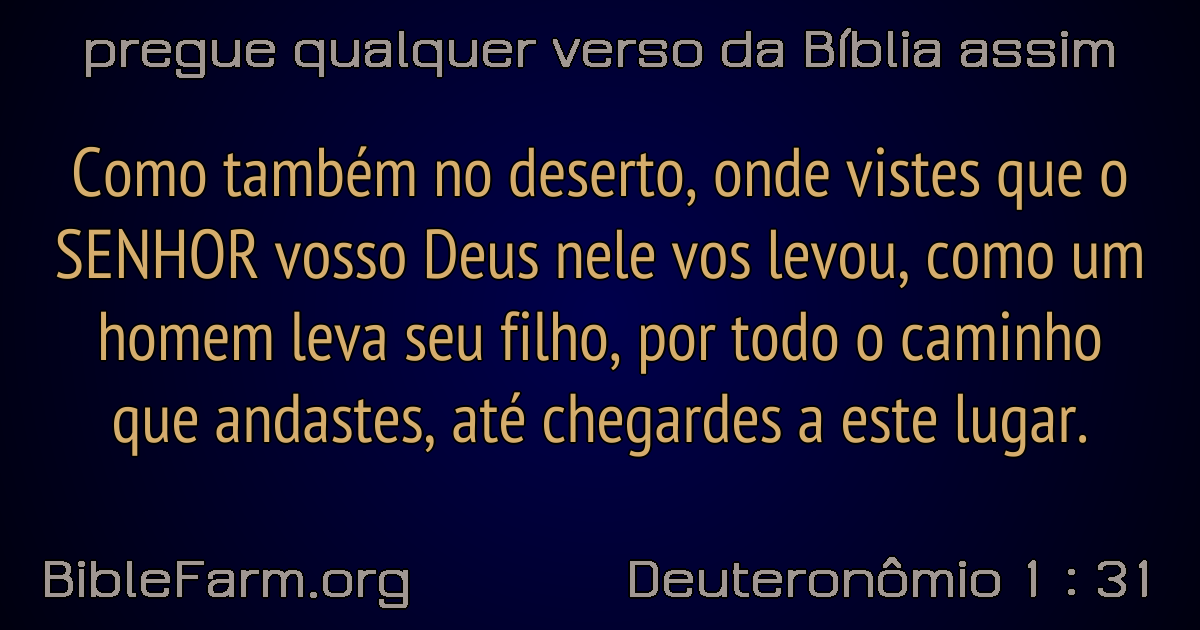 pregue qualquer verso da Bíblia assim
Como também no deserto, onde vistes que o
SENHOR vosso Deus nele vos levou, como um
homem leva seu filho, por todo o caminho
que andastes, até chegardes a este lugar.
BibleFarm.org
Deuteronômio 1 : 31